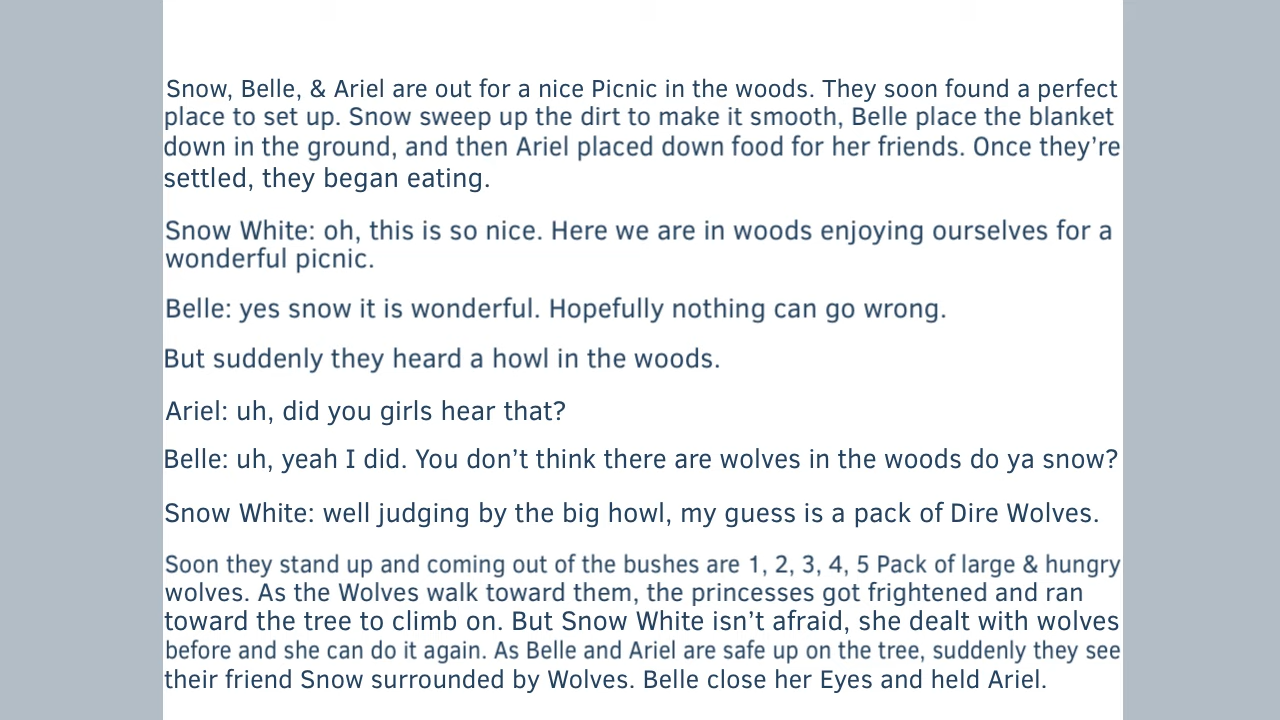 Snow, Belle, & Ariel are out for a nice Picnic in the woods. They soon found a perfect
place to set up. Snow sweep up the dirt to make it smooth, Belle place the blanket
down in the ground, and then Ariel placed down food for her friends. Once they’re
settled, they began eating.
Snow White: oh, this is so nice. Here we are in woods enjoying ourselves for a
wonderful picnic.
Belle: yes snow it is wonderful. Hopefully nothing can go wrong.
But suddenly they heard a howl in the woods.
Ariel: uh, did you girls hear that?
Belle: uh, yeah I did. You don’t think there are wolves in the woods do ya snow?
Snow White: well judging by the big howl, my guess is a pack of Dire Wolves.
Soon they stand up and coming out of the bushes are 1, 2, 3, 4, 5 Pack of large & hungry
wolves. As the Wolves walk toward them, the princesses got frightened and ran
toward the tree to climb on. But Snow White isn’t afraid, she dealt with wolves
before and she can do it again. As Belle and Ariel are safe up on the tree, suddenly they see
their friend Snow surrounded by Wolves. Belle close her Eyes and held Ariel.